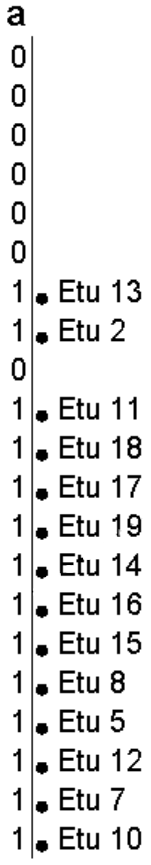 a
0
0
0
0
0
0
1 Etu 13
1 Etu 2
0
1 Etu 11
1 Etu 18
1 Etu 17
1 Etu 19
1 Etu 14
1 Etu 16
1 Etu 15
1 Etu 8
1 Etu 5
1 Etu 12
1 Etu 7
1 Etu 10